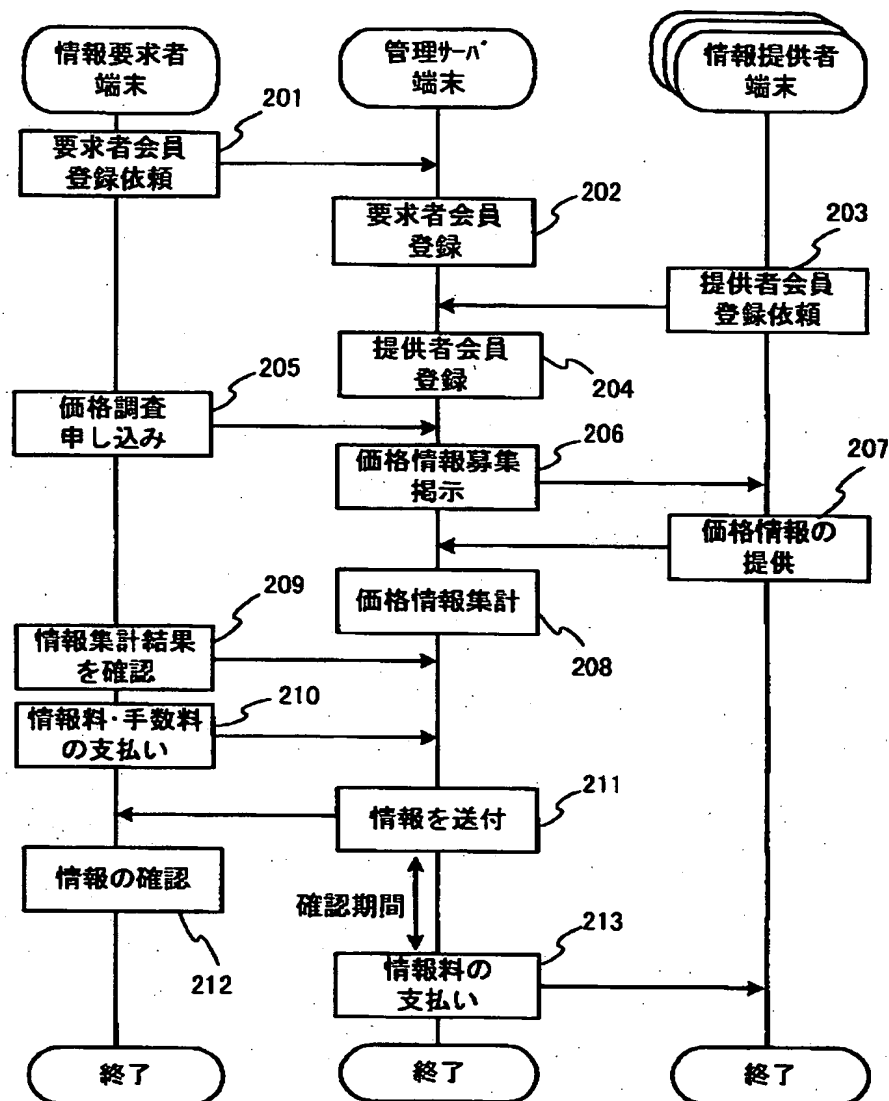 情報要求者
端末
管理サーバ
端末
情報提供者
端末
201
要求者会員
登録依頼
202
要求者会員
登録
203
提供者会員
登録依頼
提供者会員
登録
204
205
価格調査
申し込み
206
価格情報募集
掲示
207
価格情報の
提供
価格情報集計
208
209
情報集計結果
を確認
210
情報料・手数料
の支払い
211
情報を送付
情報の確認
212
確認期間
213
情報料の
支払い
終了
終了
終了